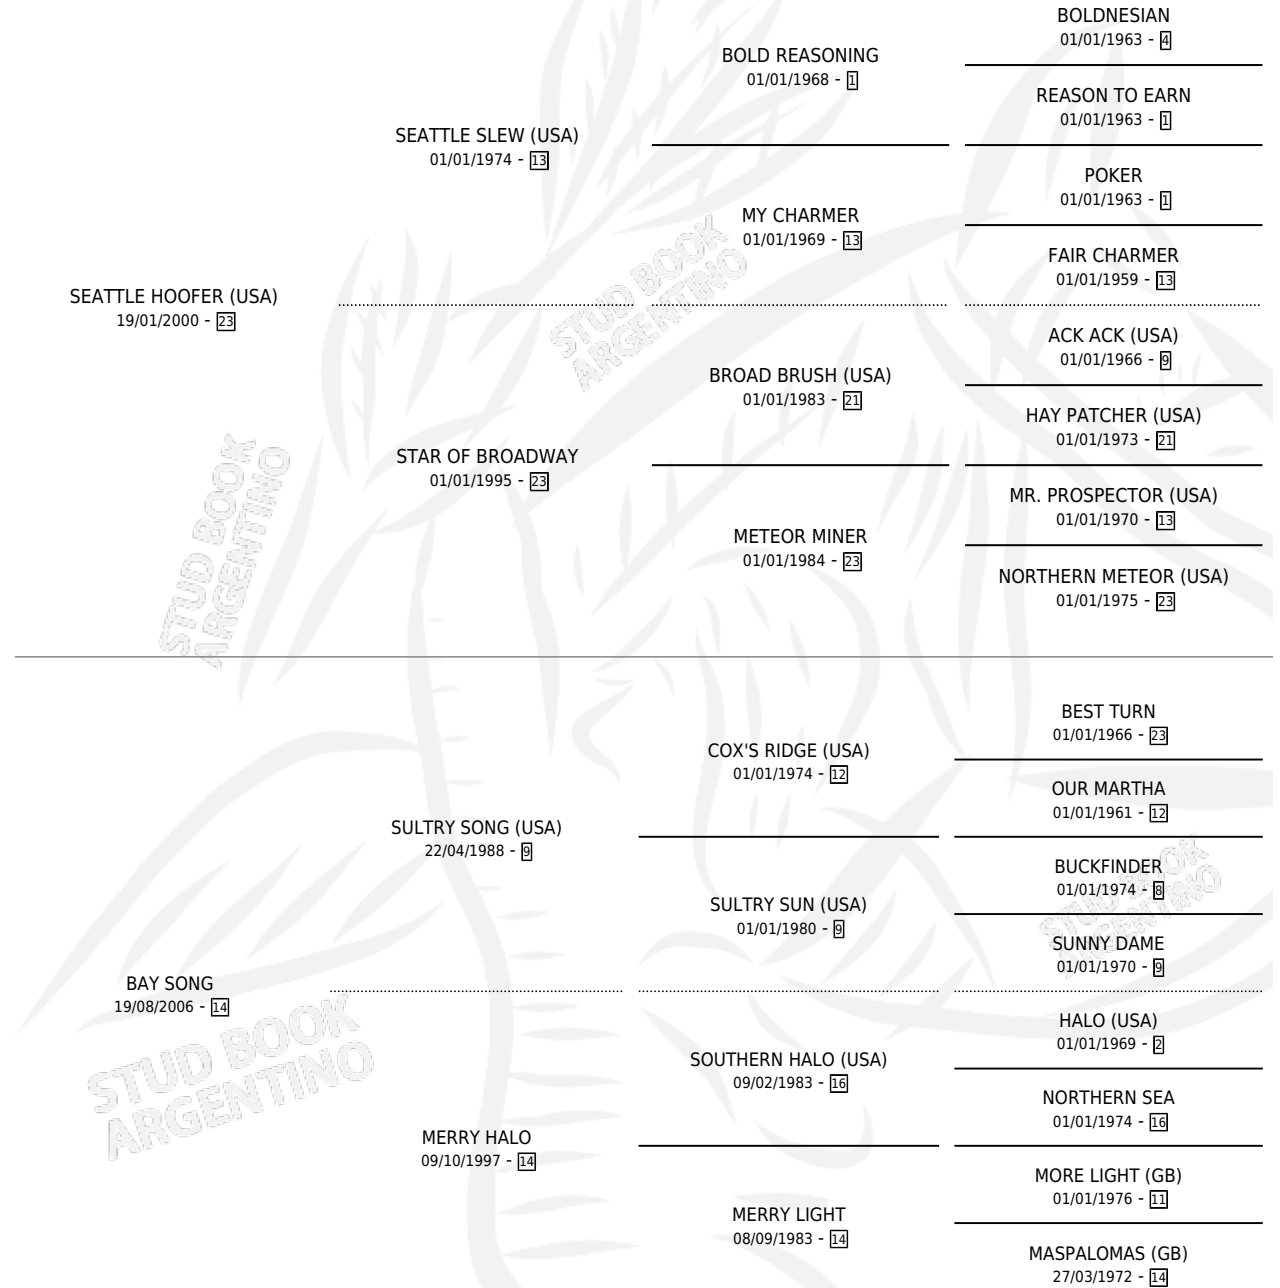 BOLDNESIAN
01/01/1963 - 4
BOLD REASONING
01/01/1968 - 1
REASON TO EARN
01/01/1963 - 1
SEATTLE SLEW (USA)
01/01/1974 - 13
POKER
01/01/1963 - 1
MY CHARMER
01/01/1969 - 13
FAIR CHARMER
01/01/1959 - 13
SEATTLE HOOFER (USA)
19/01/2000 - 23
STUD BOOK
ARGENTINO
ACK ACK (USA)
01/01/1966 - 9
BROAD BRUSH (USA)
01/01/1983 - 21
HAY PATCHER (USA)
01/01/1973 - 21
STAR OF BROADWAY
01/01/1995 - 23
MR. PROSPECTOR (USA)
01/01/1970 - 13
METEOR MINER
01/01/1984 - 23
NORTHERN METEOR (USA)
01/01/1975 - 23
STUD BOOK
ARGENTINO
BEST TURN
01/01/1966 - 23
COX'S RIDGE (USA)
01/01/1974 - 12
OUR MARTHA
01/01/1961 - 12
SULTRY SONG (USA)
22/04/1988 - 9
BUCKFINDER
01/01/1974 - 8
SULTRY SUN (USA)
01/01/1980 - 9
SUNNY DAME
01/01/1970 - 9
STUD BOOK
ARGENTINO
BAY SONG
19/08/2006 - 14
HALO (USA)
01/01/1969 - 2
SOUTHERN HALO (USA)
09/02/1983 - 16
NORTHERN SEA
01/01/1974 - 16
STUD BOOK
ARGENTINO
MERRY HALO
09/10/1997 - 14
MORE LIGHT (GB)
01/01/1976 - 11
MERRY LIGHT
08/09/1983 - 14
MASPALOMAS (GB)
27/03/1972 - 14